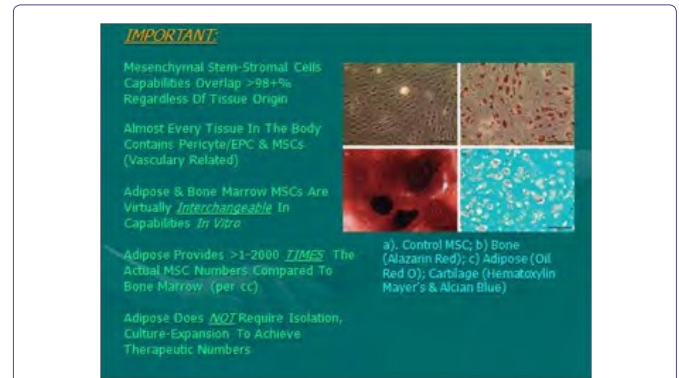 IMPORTANT:
Mesenchymal Stem-Stromal Cells
Capabilities Overlap >98+%
Regardless Of Tissue Origin
Almost Every Tissue In The Body
Contains Pericyte/EPC & MSCs
(Vasculary Related)
Adipose & Bone Marrow MSCs Are
Virtually Interchangeable In
Capabilities In Vitro
Adipose Provides >1-2000 TIMES The
Actual MSC Numbers Compared To
Bone Marrow (per cc)
Adipose Does NOT Require Isolation,
Culture-Expansion To Achieve
Therapeutic Numbers
a). Control MSC; b) Bone
(Alazarin Red); c) Adipose (Oil
Red O); Cartilage (Hematoxylin
Mayer's & Alcian Blue)